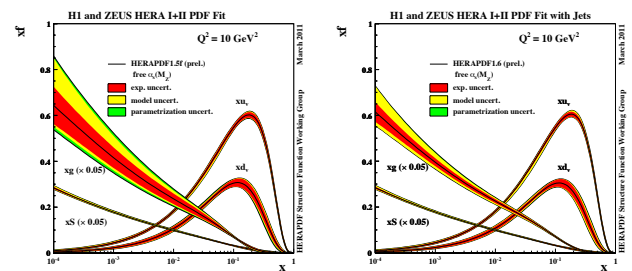 H1 and ZEUS HERA I+II PDF Fit
xf
1
0.8
0.6
0.4
0.2
0
Q² = 10 GeV²
HERAPDF1.5f (prel.)
free αs(MZ)
exp. uncert.
model uncert.
parametrization uncert.
xuv
xdv
xg (× 0.05)
xS (× 0.05)
10⁻⁴
10⁻³
10⁻²
10⁻¹
1
x
March 2011
HERAPDF Structure Function Working Group
H1 and ZEUS HERA I+II PDF Fit with Jets
xf
1
0.8
0.6
0.4
0.2
0
Q² = 10 GeV²
HERAPDF1.6 (prel.)
free αs(MZ)
exp. uncert.
model uncert.
parametrization uncert.
xuv
xdv
xg (× 0.05)
xS (× 0.05)
10⁻⁴
10⁻³
10⁻²
10⁻¹
1
x
March 2011
HERAPDF Structure Function Working Group